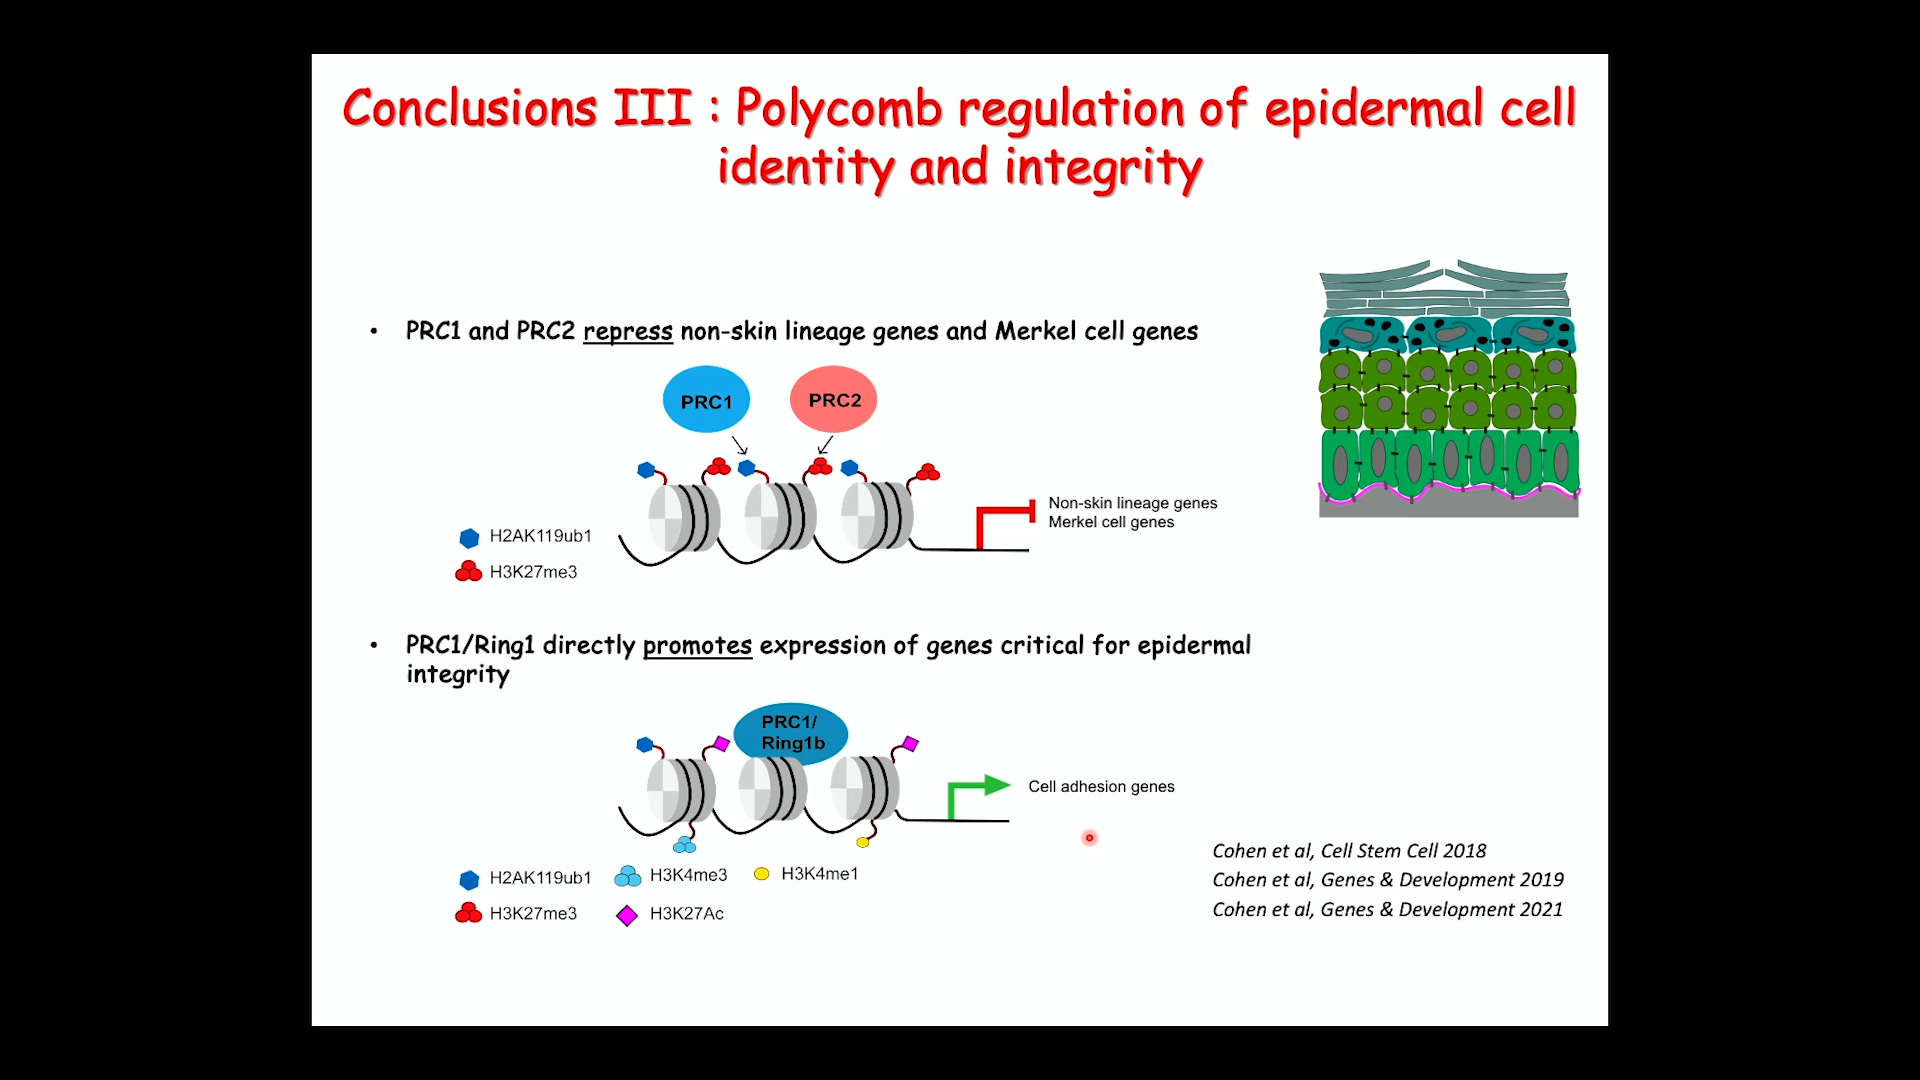 Conclusions III : Polycomb regulation of epidermal cell
identity and integrity
• PRC1 and PRC2 repress non-skin lineage genes and Merkel cell genes
PRC1
PRC2
Non-skin lineage genes
Merkel cell genes
H2AK119ub1
H3K27me3
• PRC1/Ring1 directly promotes expression of genes critical for epidermal
integrity
PRC1/
Ring1b
Cell adhesion genes
H2AK119ub1
H3K4me3
H3K4me1
H3K27me3
H3K27Ac
Cohen et al, Cell Stem Cell 2018
Cohen et al, Genes & Development 2019
Cohen et al, Genes & Development 2021